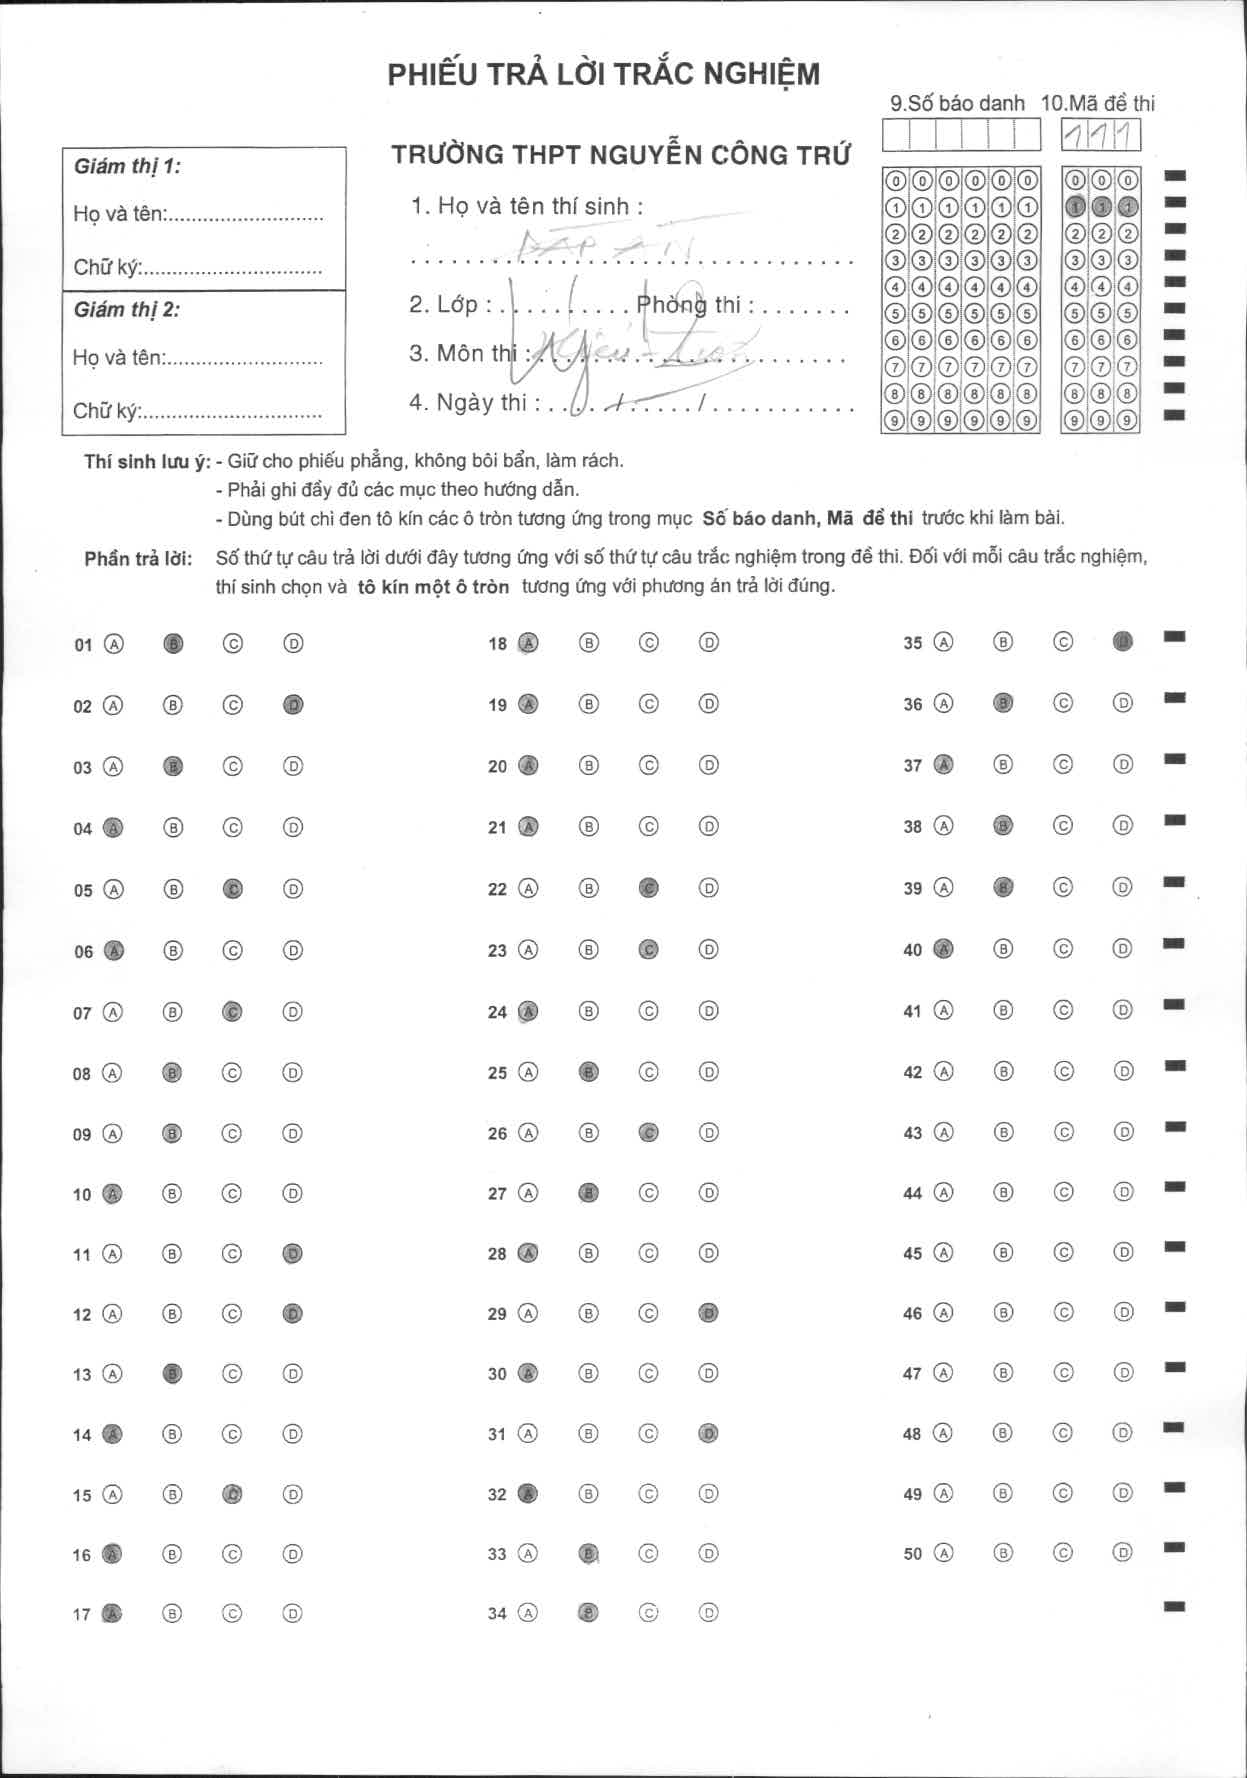 PHIẾU TRẢ LỜI TRẮC NGHIỆM
9.Số báo danh 10.Mã đề thi
1 1 1
TRƯỜNG THPT NGUYỄN CÔNG TRỨ
Giám thị 1:
Họ và tên:...........................
Chữ ký:...............................
Giám thị 2:
Họ và tên:...........................
Chữ ký:...............................
1. Họ và tên thí sinh :
ĐÁP ÁN
2. Lớp : . . . . . . . . . . Phòng thi : . . . . . . . .
3. Môn thi :
4. Ngày thi : . . . . . / . . . . . / . . . . . . . . . . .
0 0 0 0 0 0 0 0 0
1 1 1 1 1 1 1 1 1
2 2 2 2 2 2 2 2 2
3 3 3 3 3 3 3 3 3
4 4 4 4 4 4 4 4 4
5 5 5 5 5 5 5 5 5
6 6 6 6 6 6 6 6 6
7 7 7 7 7 7 7 7 7
8 8 8 8 8 8 8 8 8
9 9 9 9 9 9 9 9 9
Thí sinh lưu ý: - Giữ cho phiếu phẳng, không bôi bẩn, làm rách.
- Phải ghi đầy đủ các mục theo hướng dẫn.
- Dùng bút chì đen tô kín các ô tròn tương ứng trong mục Số báo danh, Mã đề thi trước khi làm bài.
Phần trả lời: Số thứ tự câu trả lời dưới đây tương ứng với số thứ tự câu trắc nghiệm trong đề thi. Đối với mỗi câu trắc nghiệm,
thí sinh chọn và tô kín một ô tròn tương ứng với phương án trả lời đúng.
01 A B C D
02 A B C D
03 A B C D
04 A B C D
05 A B C D
06 A B C D
07 A B C D
08 A B C D
09 A B C D
10 A B C D
11 A B C D
12 A B C D
13 A B C D
14 A B C D
15 A B C D
16 A B C D
17 A B C D
18 A B C D
19 A B C D
20 A B C D
21 A B C D
22 A B C D
23 A B C D
24 A B C D
25 A B C D
26 A B C D
27 A B C D
28 A B C D
29 A B C D
30 A B C D
31 A B C D
32 A B C D
33 A B C D
34 A B C D
35 A B C D
36 A B C D
37 A B C D
38 A B C D
39 A B C D
40 A B C D
41 A B C D
42 A B C D
43 A B C D
44 A B C D
45 A B C D
46 A B C D
47 A B C D
48 A B C D
49 A B C D
50 A B C D